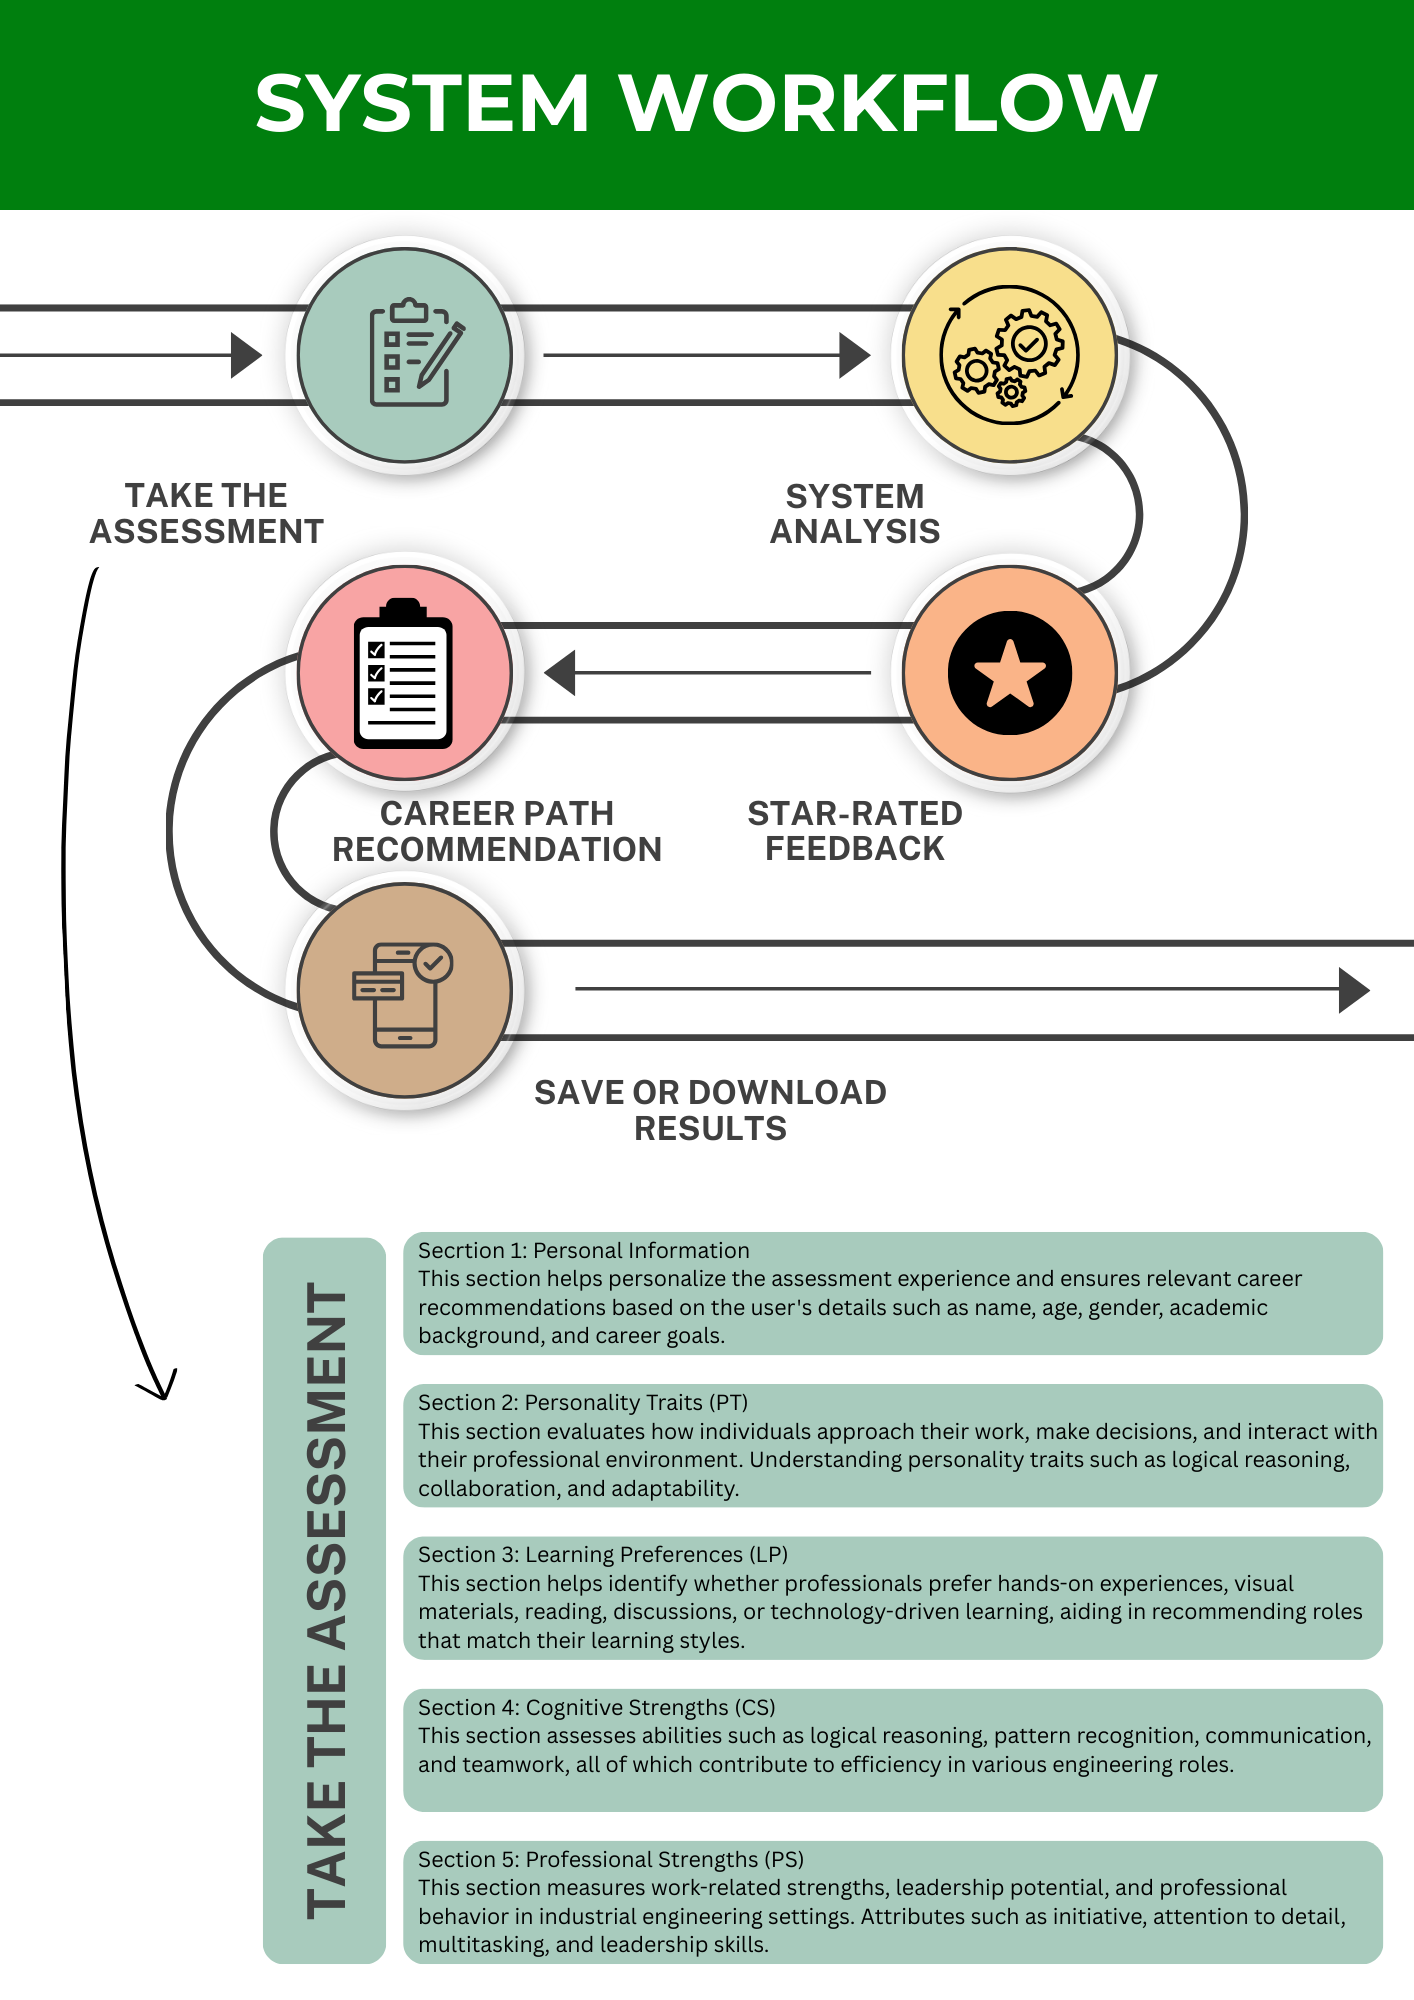 SYSTEM WORKFLOW
TAKE THE
ASSESSMENT
SYSTEM
ANALYSIS
CAREER PATH
RECOMMENDATION
STAR-RATED
FEEDBACK
SAVE OR DOWNLOAD
RESULTS
TAKE THE ASSESSMENT
Secrtion 1: Personal Information
This section helps personalize the assessment experience and ensures relevant career
recommendations based on the user's details such as name, age, gender, academic
background, and career goals.
Section 2: Personality Traits (PT)
This section evaluates how individuals approach their work, make decisions, and interact with
their professional environment. Understanding personality traits such as logical reasoning,
collaboration, and adaptability.
Section 3: Learning Preferences (LP)
This section helps identify whether professionals prefer hands-on experiences, visual
materials, reading, discussions, or technology-driven learning, aiding in recommending roles
that match their learning styles.
Section 4: Cognitive Strengths (CS)
This section assesses abilities such as logical reasoning, pattern recognition, communication,
and teamwork, all of which contribute to efficiency in various engineering roles.
Section 5: Professional Strengths (PS)
This section measures work-related strengths, leadership potential, and professional
behavior in industrial engineering settings. Attributes such as initiative, attention to detail,
multitasking, and leadership skills.